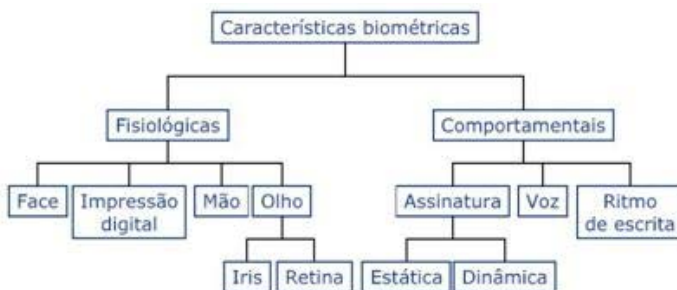 Características biométricas
Fisiológicas
Comportamentais
Face
Impressão
digital
Mão
Olho
Assinatura
Voz
Ritmo
de escrita
Iris
Retina
Estática
Dinâmica